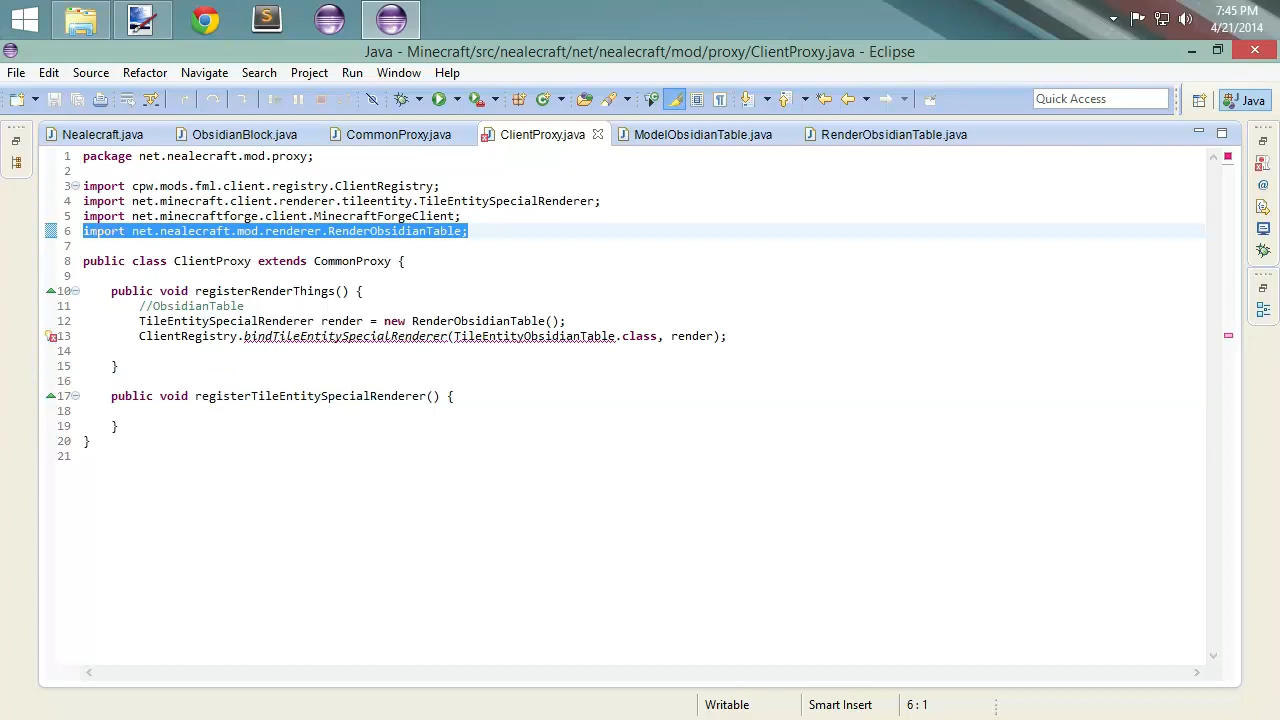 7:45 PM
4/21/2014
Java - Minecraft/src/nealecraft/net/nealecraft/mod/proxy/ClientProxy.java - Eclipse
File Edit Source Refactor Navigate Search Project Run Window Help
Quick Access
Java
Nealecraft.java ObsidianBlock.java CommonProxy.java ClientProxy.java ModelObsidianTable.java RenderObsidianTable.java
1 package net.nealecraft.mod.proxy;
2
3 import cpw.mods.fml.client.registry.ClientRegistry;
4 import net.minecraft.client.renderer.tileentity.TileEntitySpecialRenderer;
5 import net.minecraftforge.client.MinecraftForgeClient;
6 import net.nealecraft.mod.renderer.RenderObsidianTable;
7
8 public class ClientProxy extends CommonProxy {
9
10 public void registerRenderThings() {
11 //ObsidianTable
12 TileEntitySpecialRenderer render = new RenderObsidianTable();
13 ClientRegistry.bindTileEntitySpecialRenderer(TileEntityObsidianTable.class, render);
14
15 }
16
17 public void registerTileEntitySpecialRenderer() {
18
19 }
20 }
21
Writable Smart Insert 6 : 1